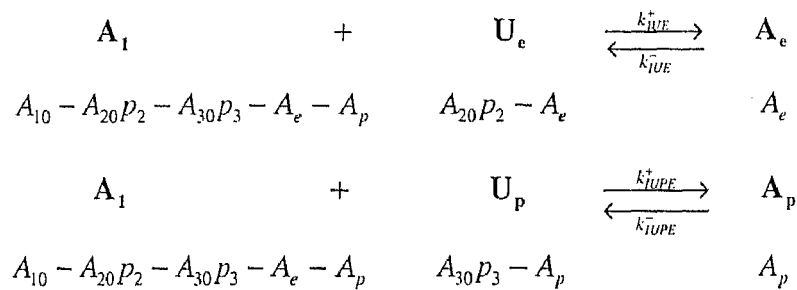 A₁ + Uₑ k⁺_IUE k⁻_IUE Aₑ
A₁₀ − A₂₀p₂ − A₃₀p₃ − Aₑ − Aₚ A₂₀p₂ − Aₑ Aₑ
A₁ + Uₚ k⁺_IUPE k⁻_IUPE Aₚ
A₁₀ − A₂₀p₂ − A₃₀p₃ − Aₑ − Aₚ A₃₀p₃ − Aₚ Aₚ